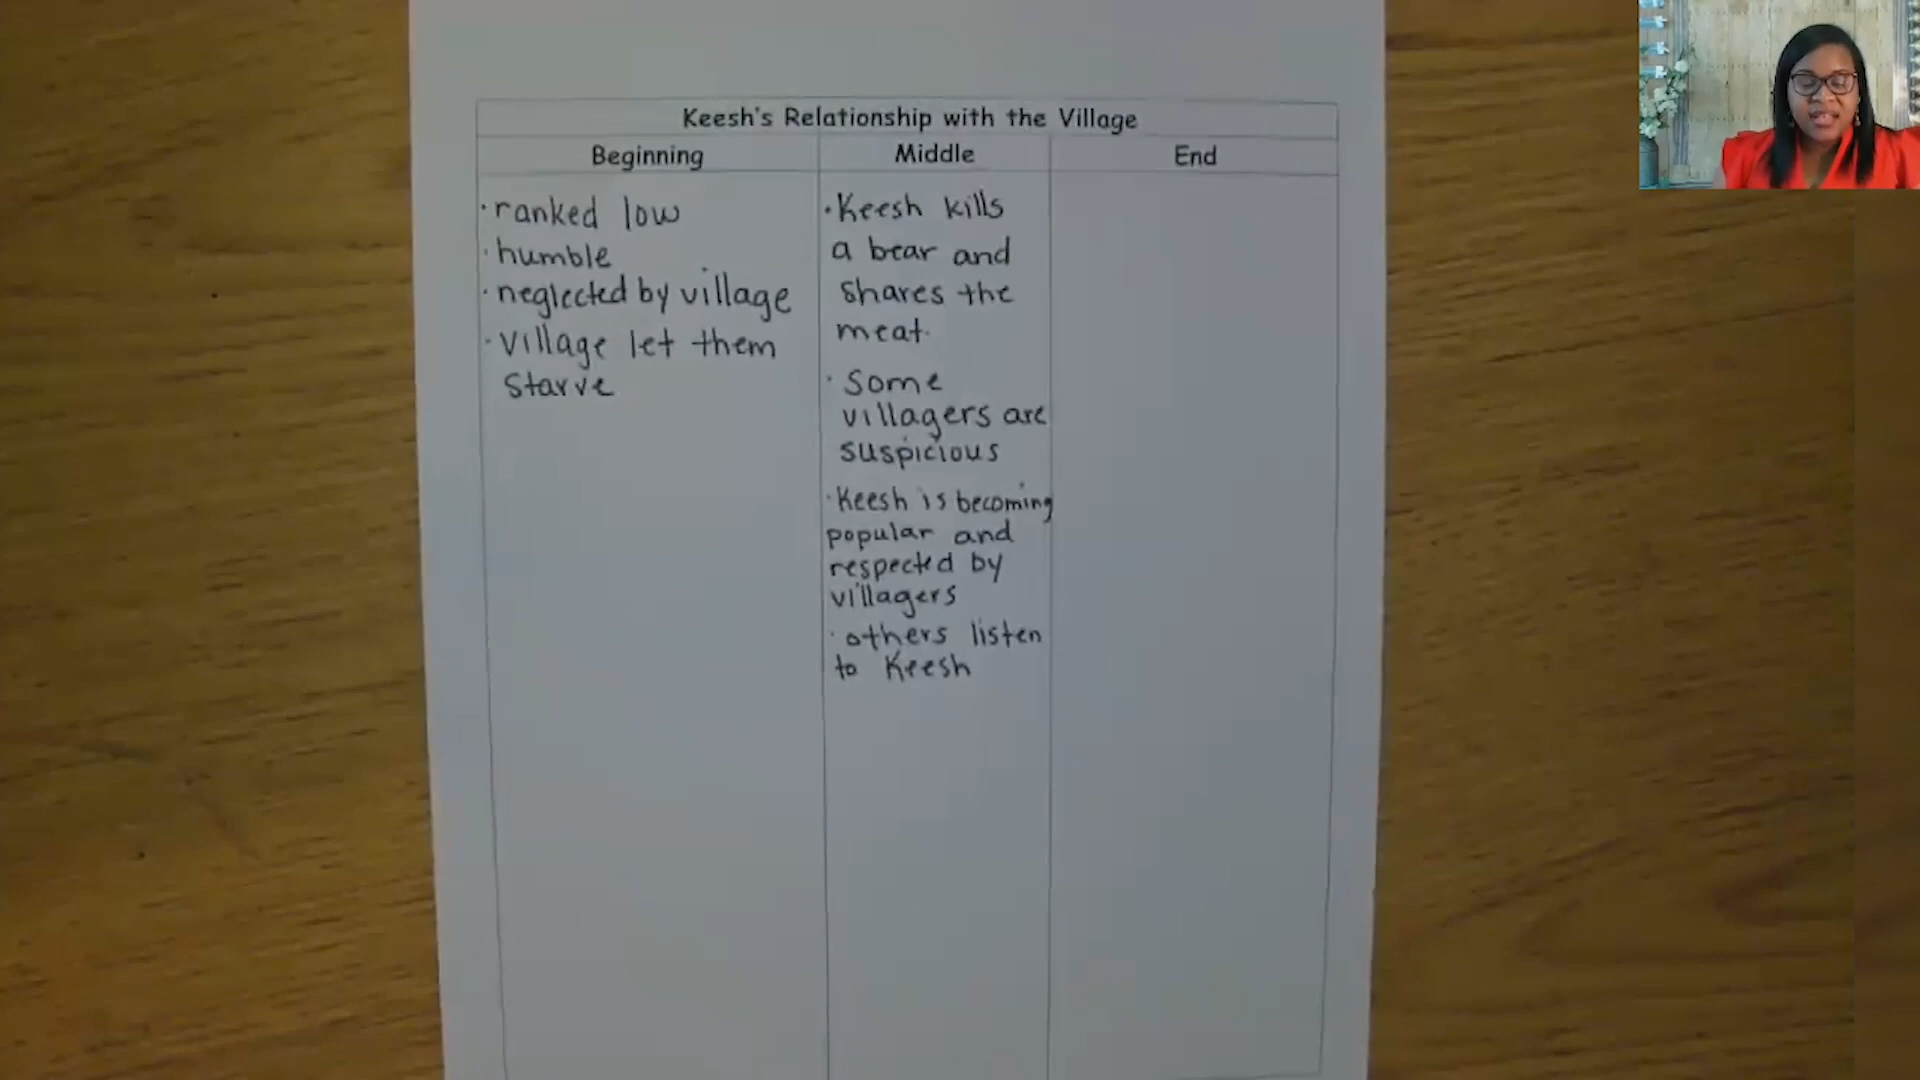 Keesh's Relationship with the Village
Beginning
Middle
End
·ranked low
·humble
·neglected by village
·village let them
starve
·Keesh kills
a bear and
shares the
meat.
·some
villagers are
suspicious
·Keesh is becoming
popular and
respected by
villagers
·others listen
to Keesh